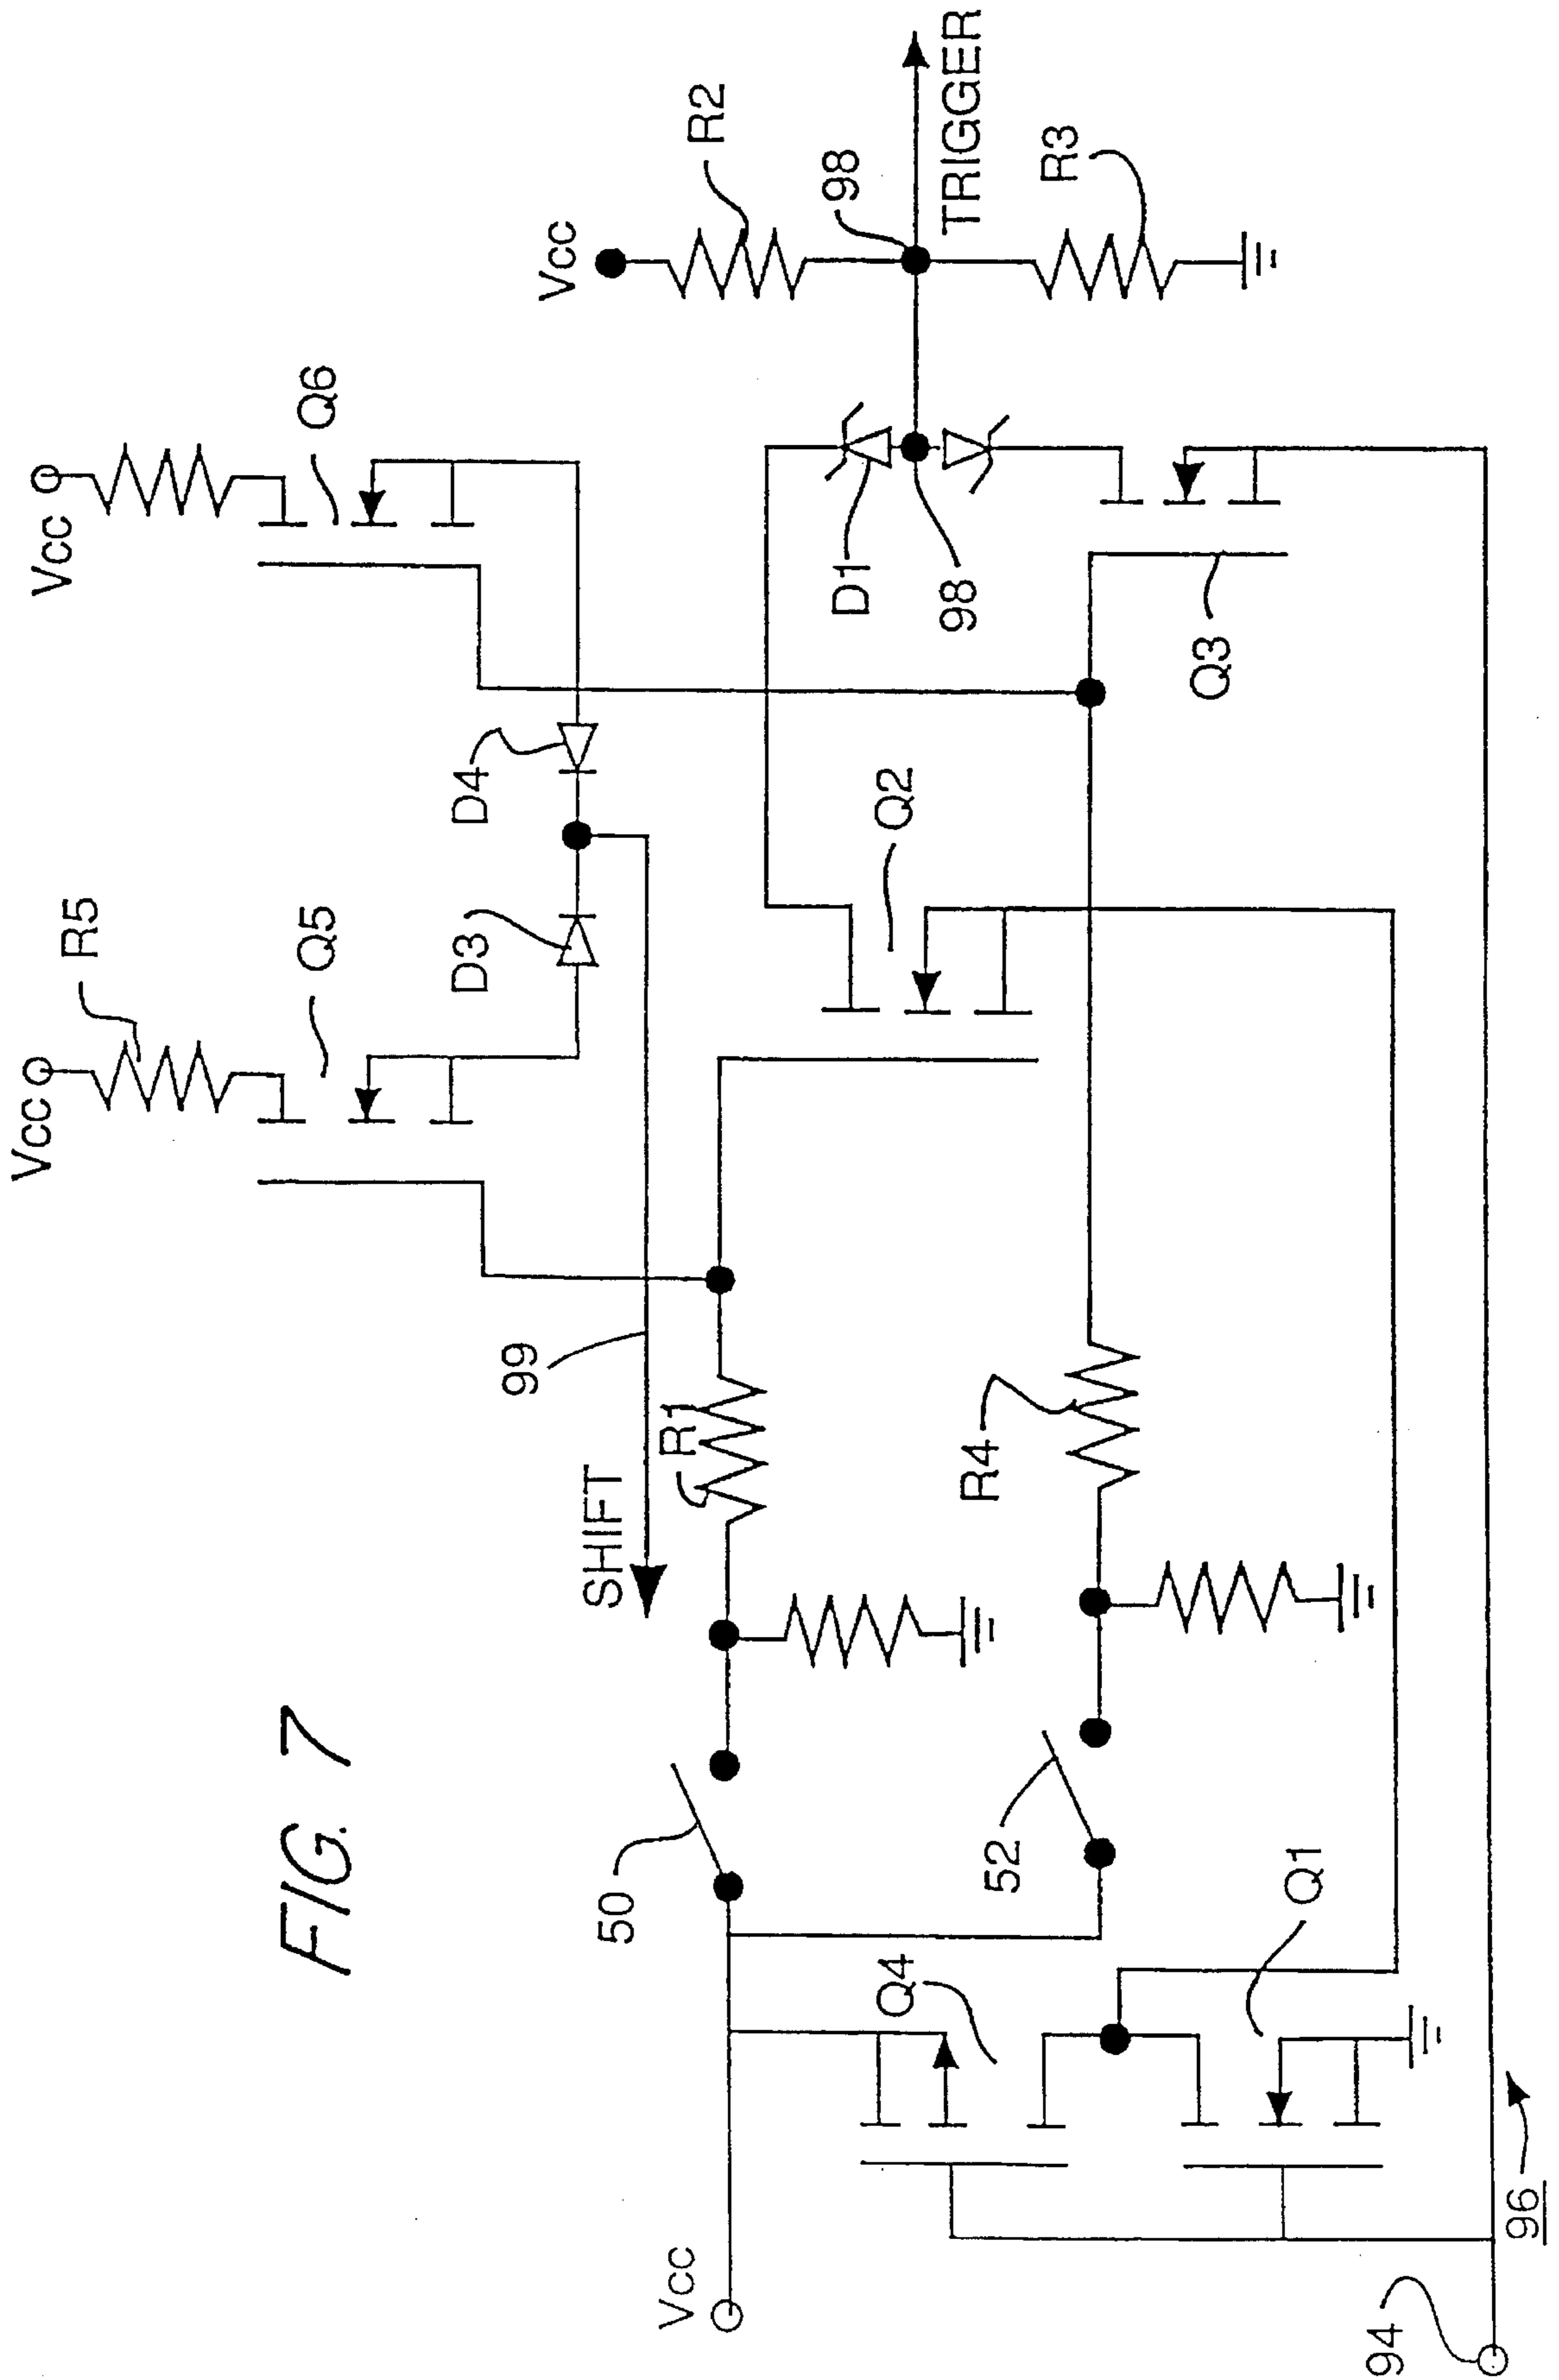 FIG. 7
Vcc
R5
Q5
Vcc
Q6
D3
D4
99
SHIFT
R1
50
Q2
Vcc
R2
98
TRIGGER
D1
98
R3
Q3
R4
52
Vcc
Q4
Q1
94
96